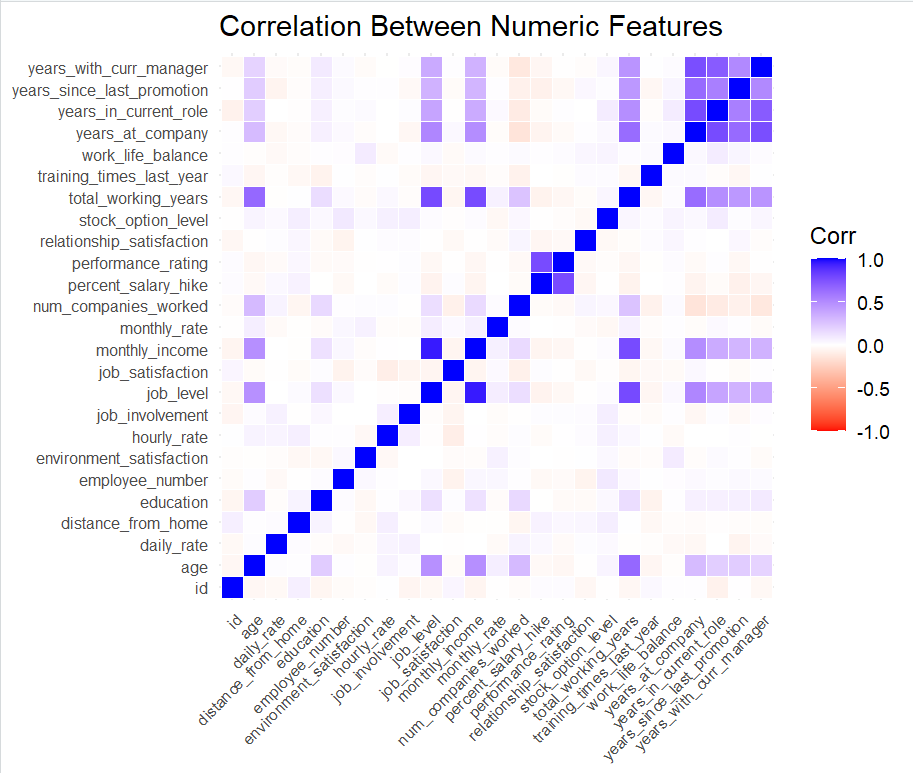 Correlation Between Numeric Features
years_with_curr_manager
years_since_last_promotion
years_in_current_role
years_at_company
work_life_balance
training_times_last_year
total_working_years
stock_option_level
relationship_satisfaction
performance_rating
percent_salary_hike
num_companies_worked
monthly_rate
monthly_income
job_satisfaction
job_level
job_involvement
hourly_rate
environment_satisfaction
employee_number
education
distance_from_home
daily_rate
age
id
id
age
daily_rate
distance_from_home
education
employee_number
environment_satisfaction
hourly_rate
job_involvement
job_level
job_satisfaction
monthly_income
monthly_rate
num_companies_worked
percent_salary_hike
performance_rating
relationship_satisfaction
stock_option_level
total_working_years
training_times_last_year
work_life_balance
years_at_company
years_in_current_role
years_since_last_promotion
years_with_curr_manager
Corr
1.0
0.5
0.0
-0.5
-1.0